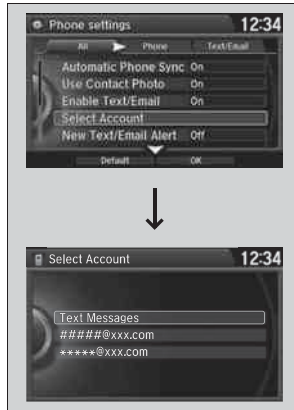 Phone settings 12:34
All Phone Text/Email
Automatic Phone Sync On
Use Contact Photo On
Enable Text/Email On
Select Account
New Text/Email Alert Off
Default OK
Select Account 12:34
Text Messages
#####@xxx.com
*****@xxx.com